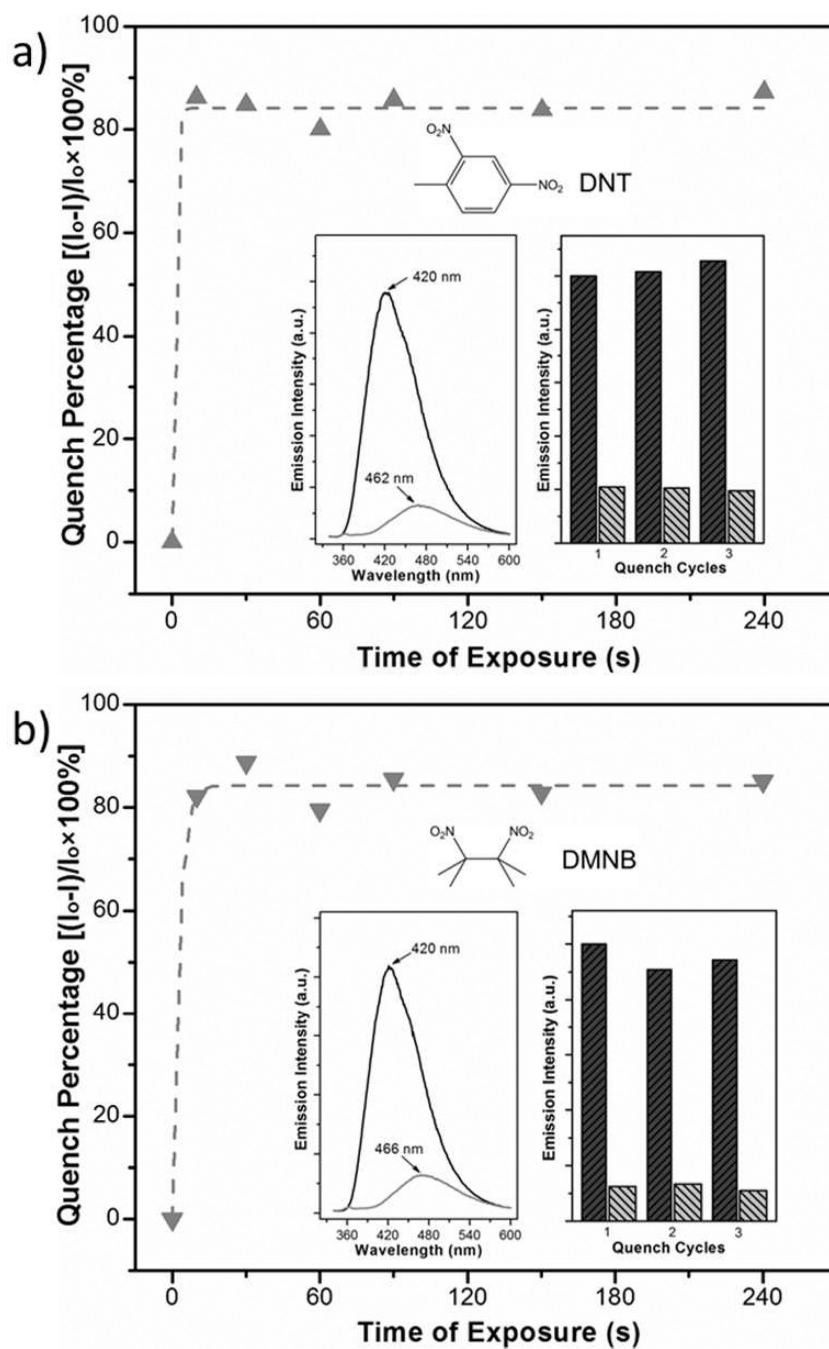 a)
Quench Percentage [(Io-I)/Io×100%]
100
80
60
40
20
0
O₂N
NO₂
DNT
Emission Intensity (a.u.)
420 nm
462 nm
360 420 480 540 600
Wavelength (nm)
Emission Intensity (a.u.)
1 2 3
Quench Cycles
0 60 120 180 240
Time of Exposure (s)
b)
Quench Percentage [(Io-I)/Io×100%]
100
80
60
40
20
0
O₂N NO₂
DMNB
Emission Intensity (a.u.)
420 nm
466 nm
360 420 480 540 600
Wavelength (nm)
Emission Intensity (a.u.)
1 2 3
Quench Cycles
0 60 120 180 240
Time of Exposure (s)